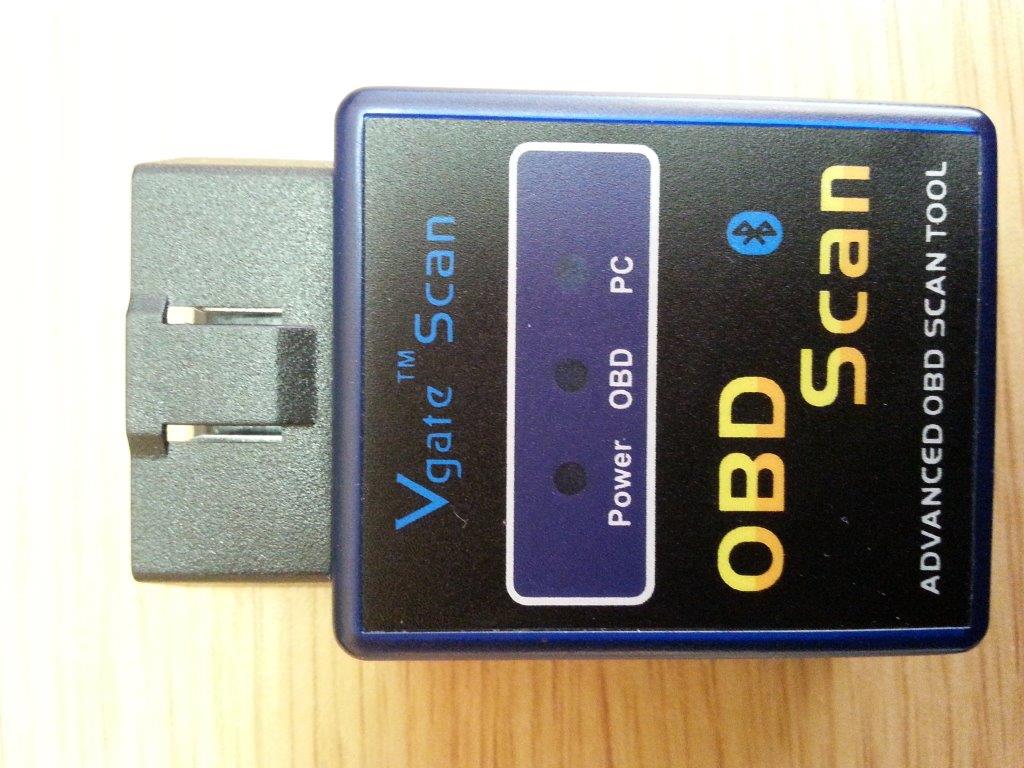 Vgate™ Scan
Power OBD PC
OBD
Scan
ADVANCED OBD SCAN TOOL